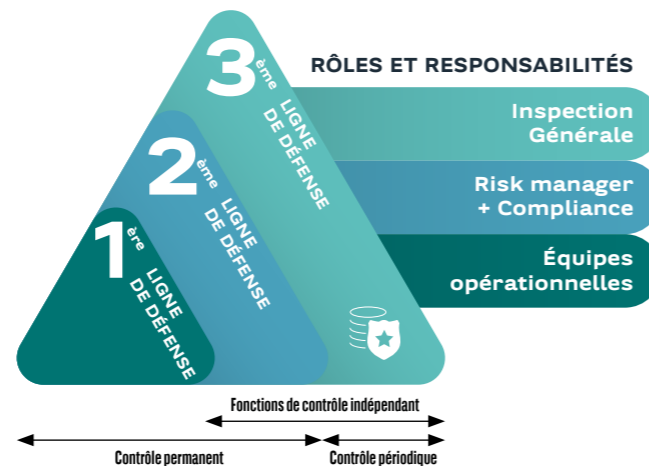 RÔLES ET RESPONSABILITÉS
3ème LIGNE
DE DÉFENSE
Inspection
Générale
2ème LIGNE
DE DÉFENSE
Risk manager
+ Compliance
1ère LIGNE
DE DÉFENSE
Équipes
opérationnelles
Fonctions de contrôle indépendant
Contrôle permanent
Contrôle périodique